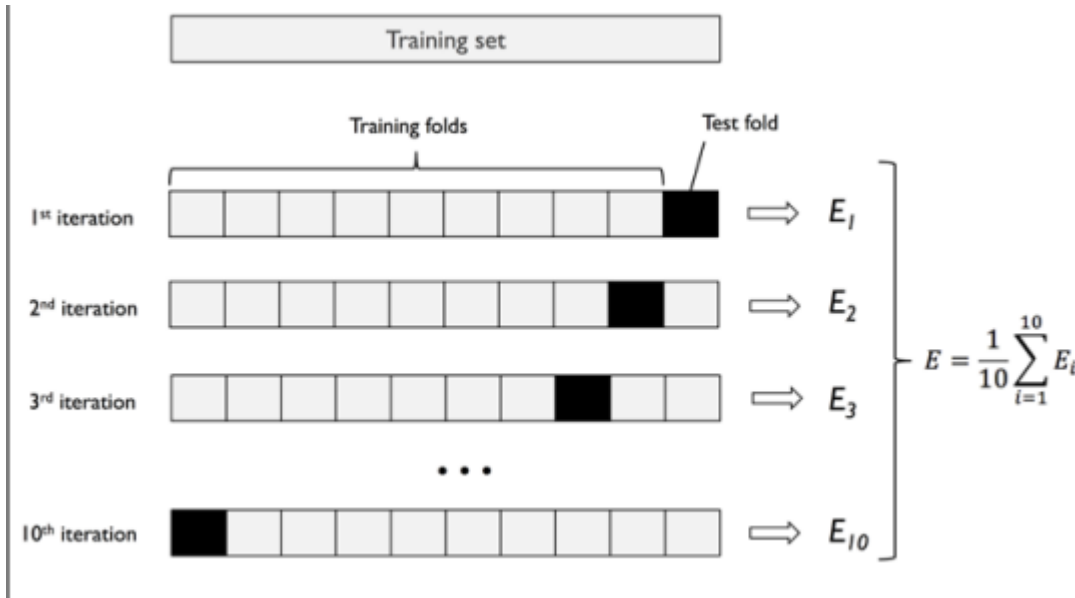 Training set
Training folds
Test fold
1st iteration
E1
2nd iteration
E2
E = 1/10 ∑ i=1 10 Ei
3rd iteration
E3
...
10th iteration
E10